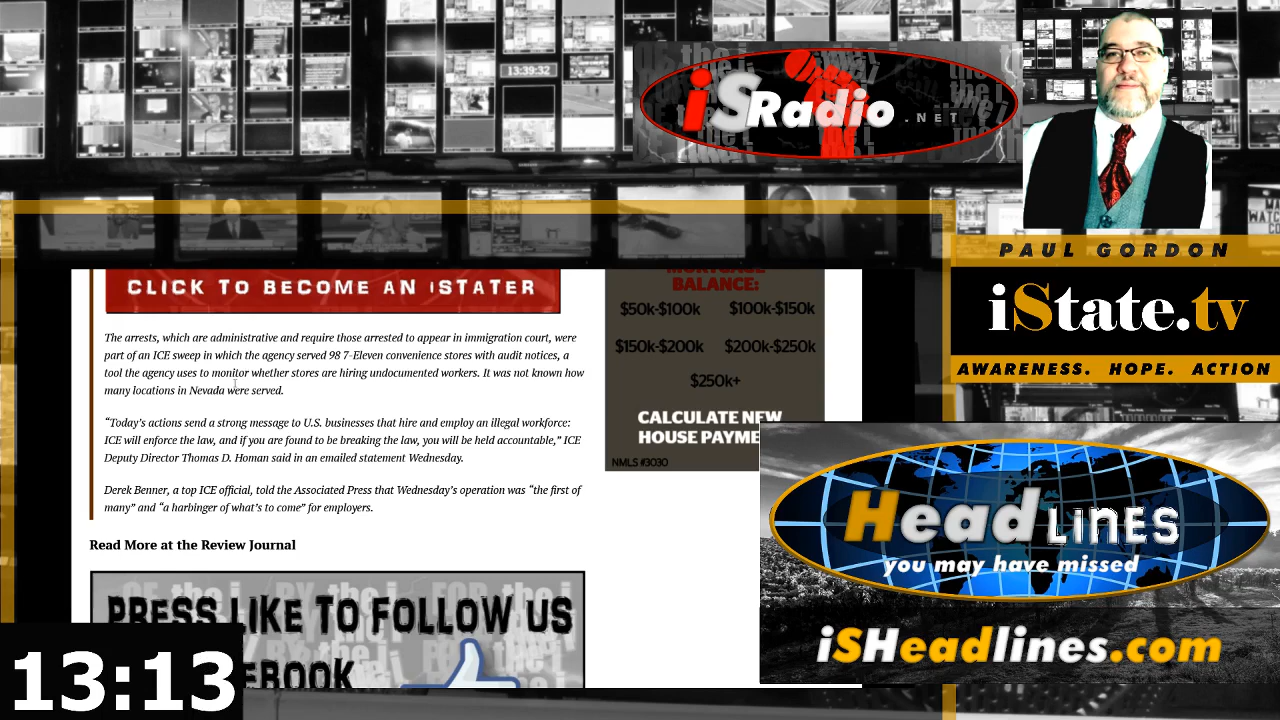 13:39:32
iSRadio.NET
PAUL GORDON
iState.tv
AWARENESS. HOPE. ACTION
CLICK TO BECOME AN iSTATER
The arrests, which are administrative and require those arrested to appear in immigration court, were
part of an ICE sweep in which the agency served 98 7-Eleven convenience stores with audit notices, a
tool the agency uses to monitor whether stores are hiring undocumented workers. It was not known how
many locations in Nevada were served.
“Today’s actions send a strong message to U.S. businesses that hire and employ an illegal workforce:
ICE will enforce the law, and if you are found to be breaking the law, you will be held accountable,” ICE
Deputy Director Thomas D. Homan said in an emailed statement Wednesday.
Derek Benner, a top ICE official, told the Associated Press that Wednesday’s operation was “the first of
many” and “a harbinger of what’s to come” for employers.
Read More at the Review Journal
PRESS LIKE TO FOLLOW US
MORTGAGE
BALANCE:
$50k-$100k $100k-$150k
$150k-$200k $200k-$250k
$250k+
CALCULATE NEW
HOUSE PAYME
NMLS #3030
HeadLINES
you may have missed
iSHeadlines.com
13:13